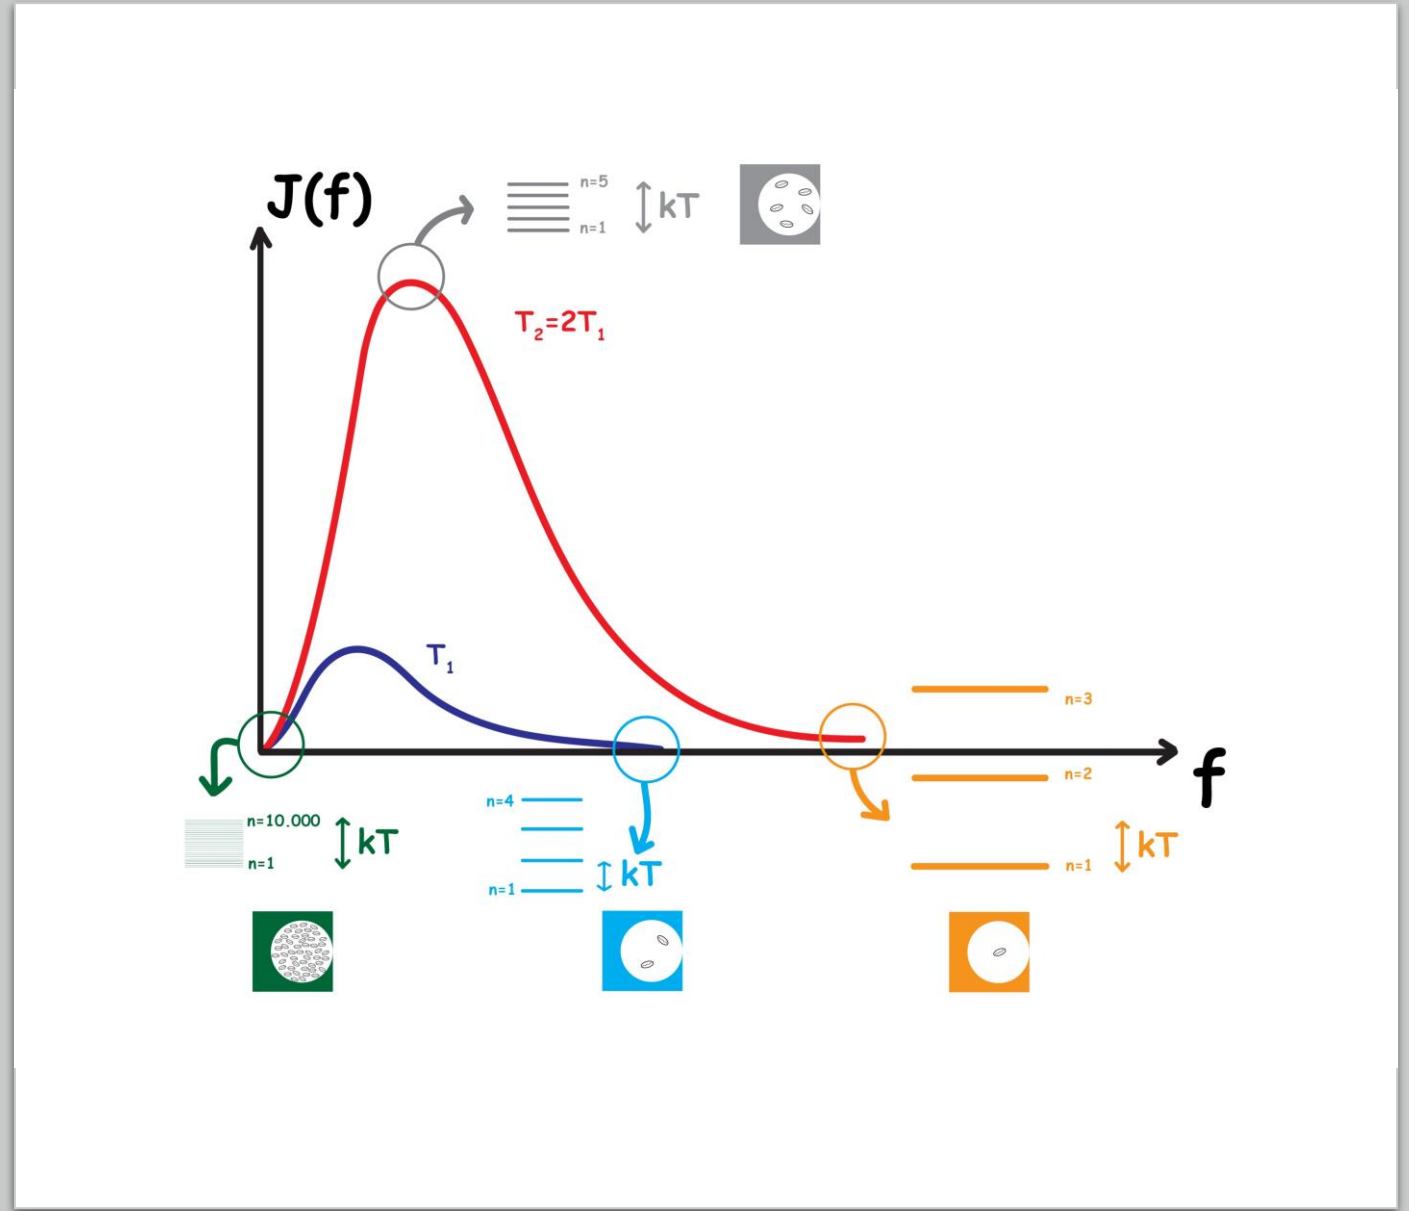 J(f)
n=5
kT
n=1
T2=2T1
T1
n=3
f
n=2
n=10.000
kT
n=1
n=4
kT
n=1
kT
n=1